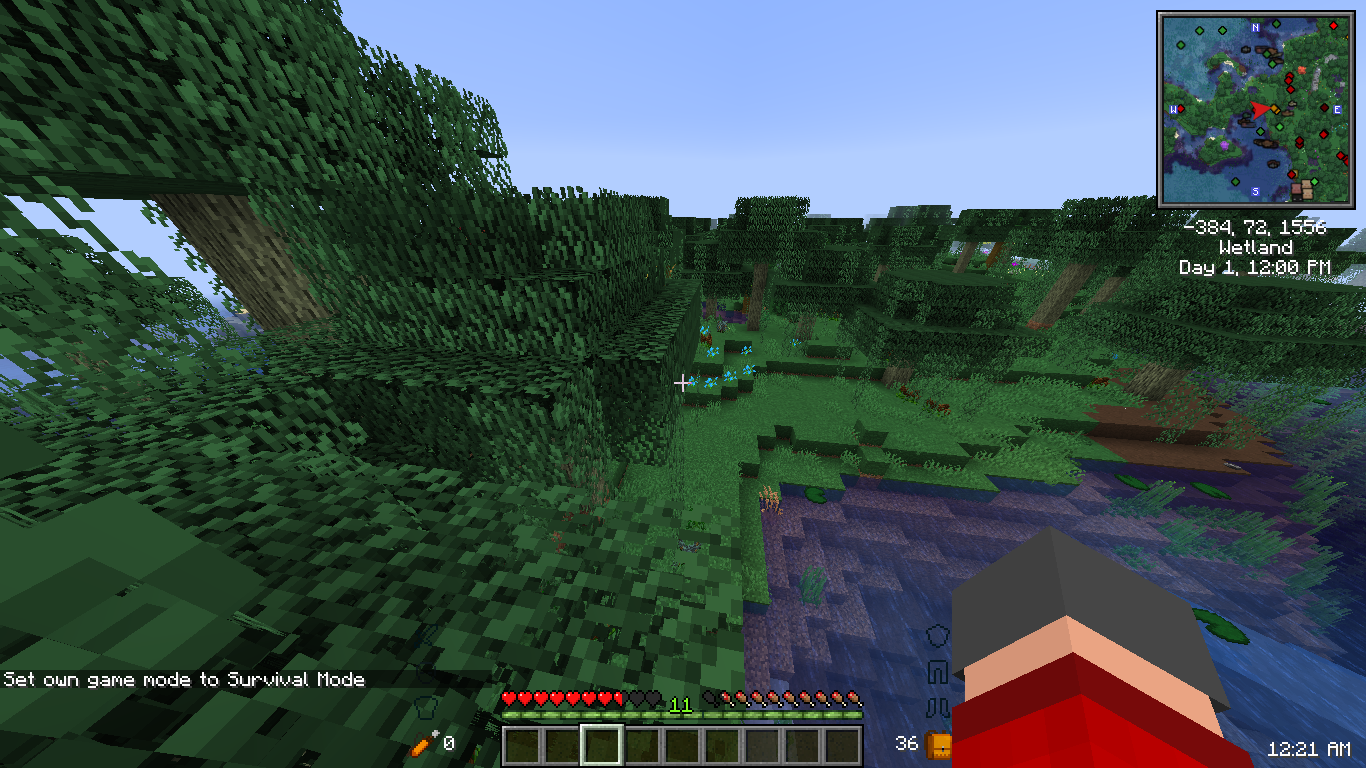 N
W
E
S
-384, 72, 1556
Wetland
Day 1, 12:00 PM
Set own game mode to Survival Mode
11
0
36
12:21 AM